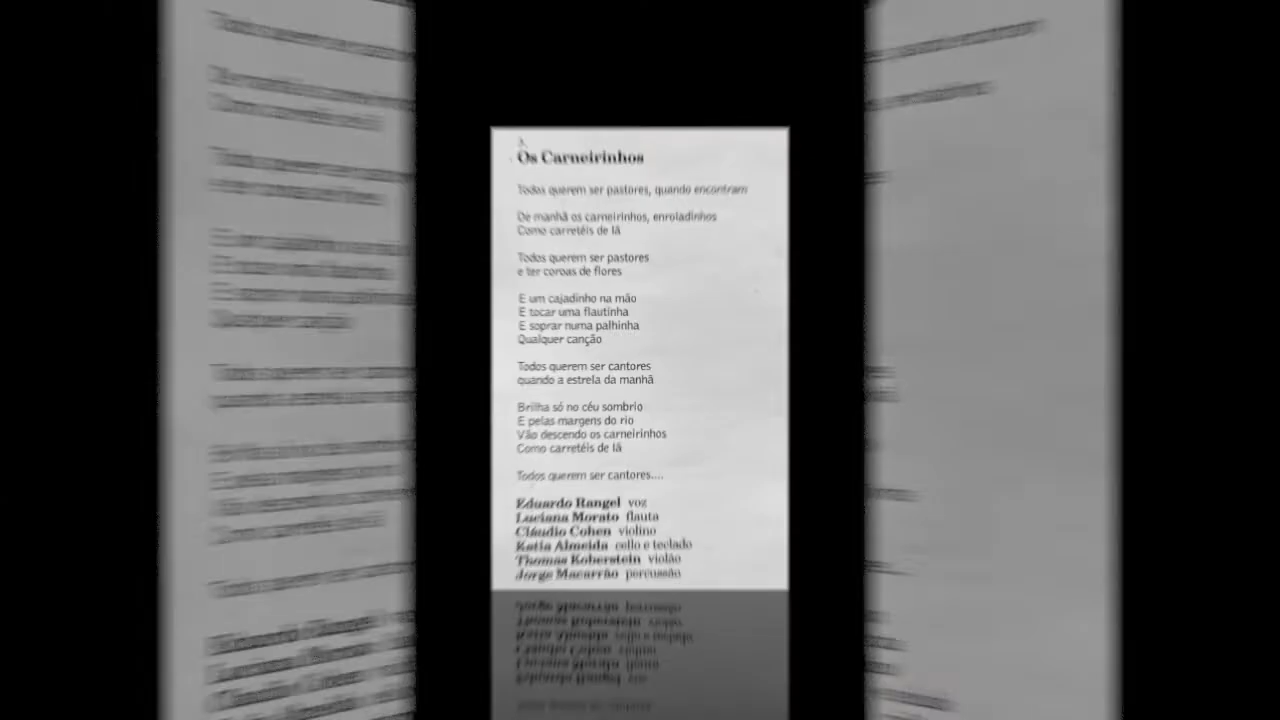 Os Carneirinhos
Todos querem ser pastores, quando encontram
De manhã os carneirinhos, enroladinhos
Como carretéis de lã
Todos querem ser pastores
e ter coroas de flores
E um cajadinho na mão
E tocar uma flautinha
E soprar numa palhinha
Qualquer canção
Todos querem ser cantores
quando a estrela da manhã
Brilha só no céu sombrio
E pelas margens do rio
Vão descendo os carneirinhos
Como carretéis de lã
Todos querem ser cantores....
Eduardo Rangel voz
Luciana Morato flauta
Cláudio Cohen violino
Katia Almeida cello e teclado
Thomas Koberstein violão
Jorge Macarrão percussão